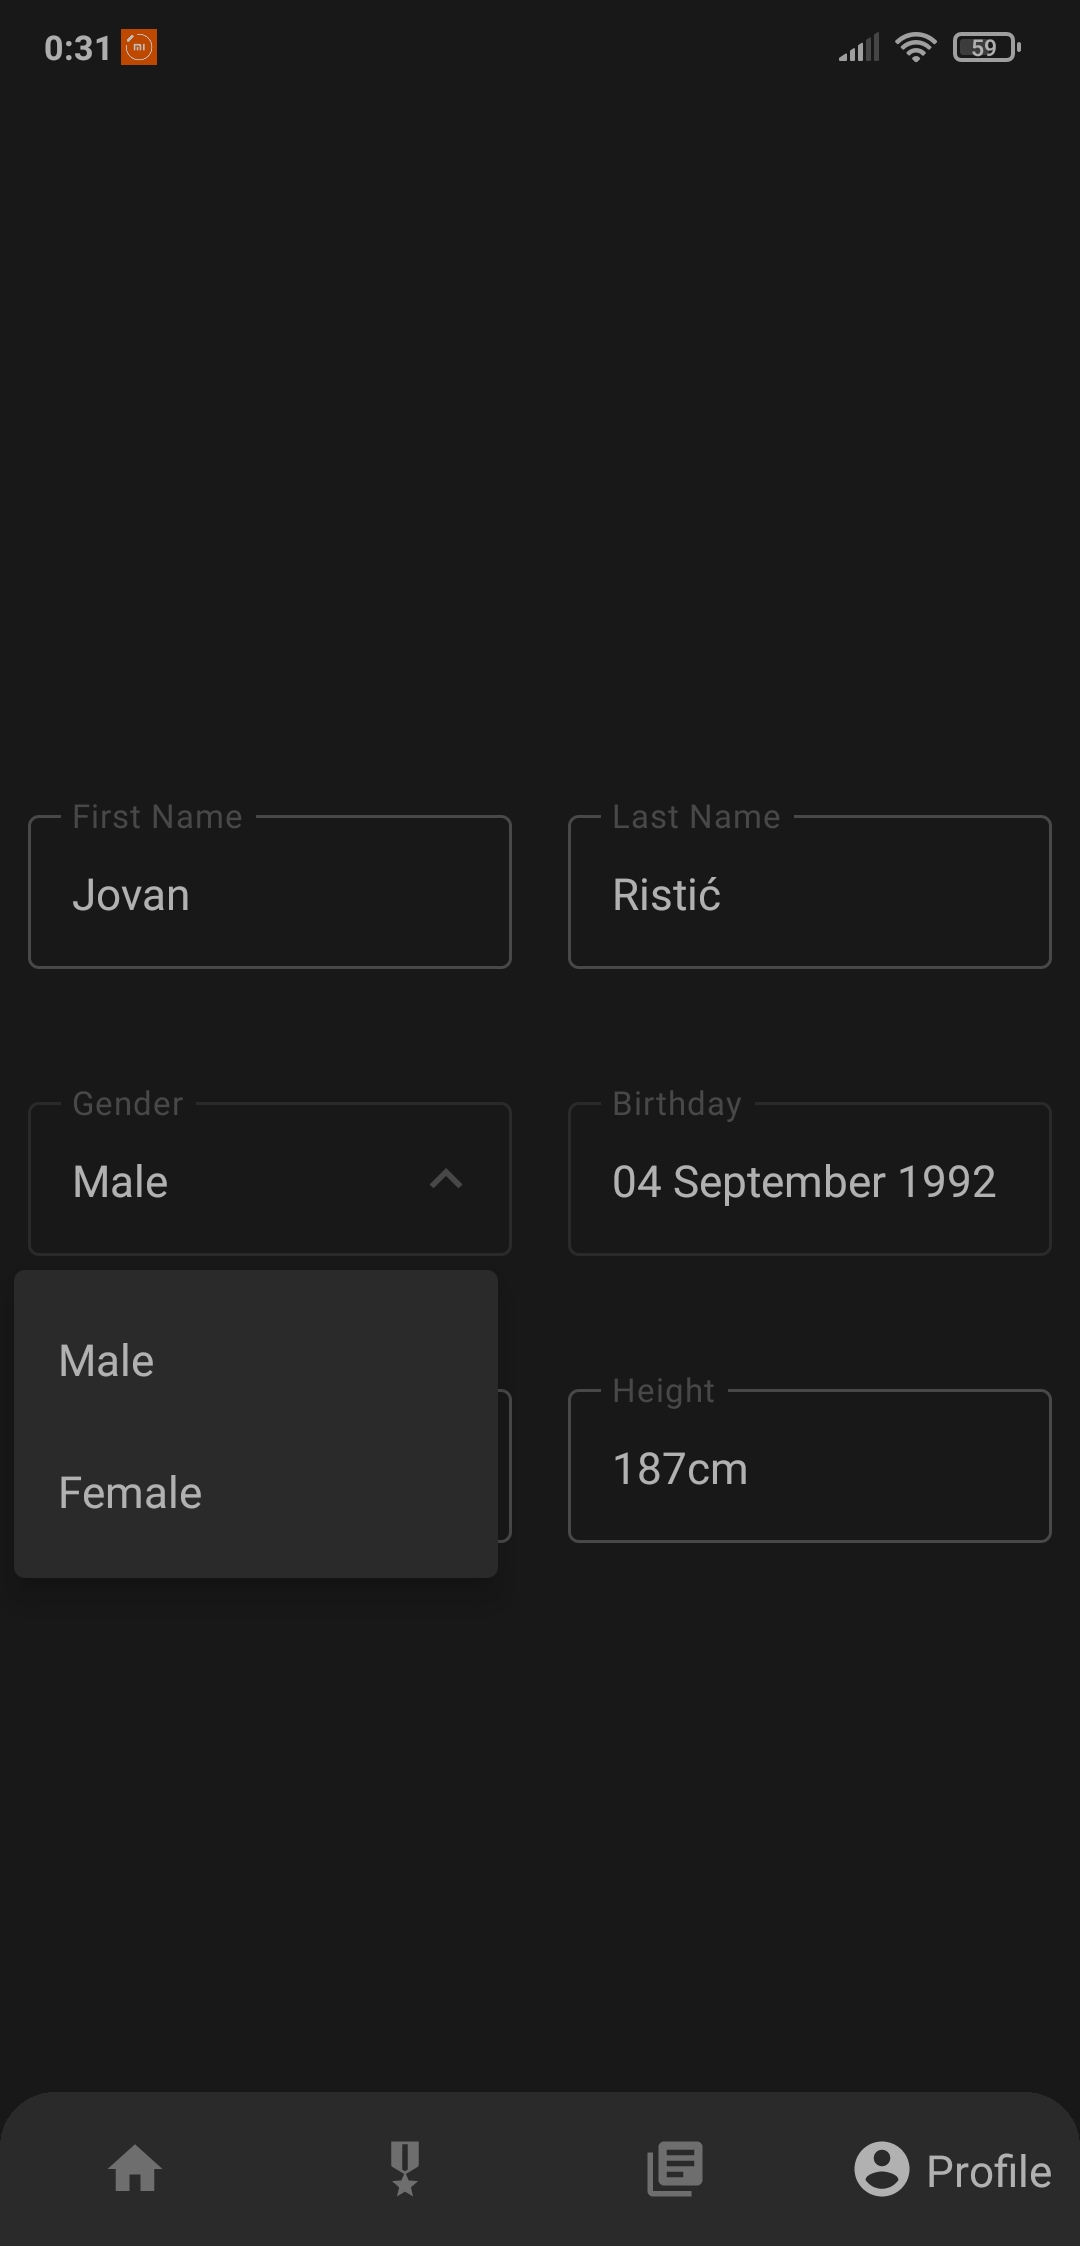 0:31
59
First Name
Last Name
Jovan
Ristić
Gender
Birthday
Male
04 September 1992
Male
Female
Height
187cm
Profile